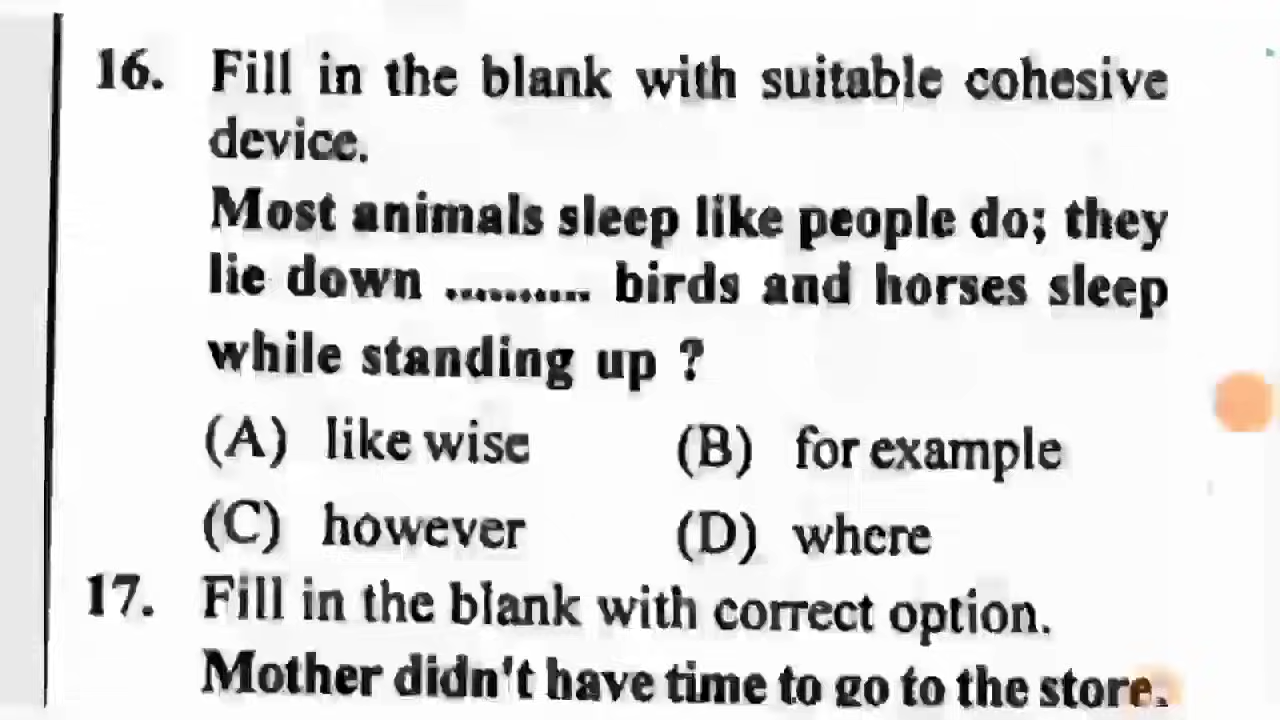 16. Fill in the blank with suitable cohesive
device.
Most animals sleep like people do; they
lie down .......... birds and horses sleep
while standing up ?
(A) like wise (B) for example
(C) however (D) where
17. Fill in the blank with correct option.
Mother didn't have time to go to the store.